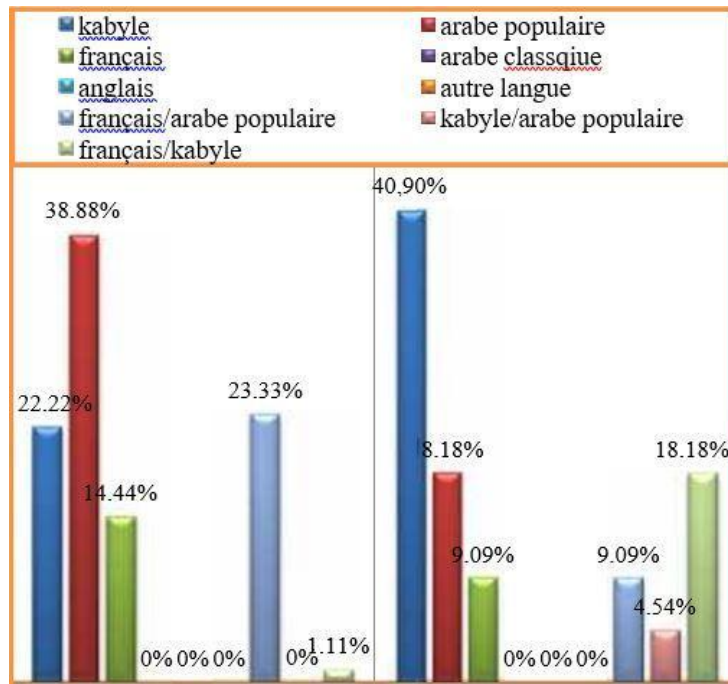 kabyle
arabe populaire
français
arabe classqiue
anglais
autre langue
français/arabe populaire
kabyle/arabe populaire
français/kabyle
40,90%
38.88%
22.22%
23.33%
14.44%
8.18%
18.18%
9.09%
9.09%
4.54%
1.11%
0% 0% 0%
0%
0% 0% 0%